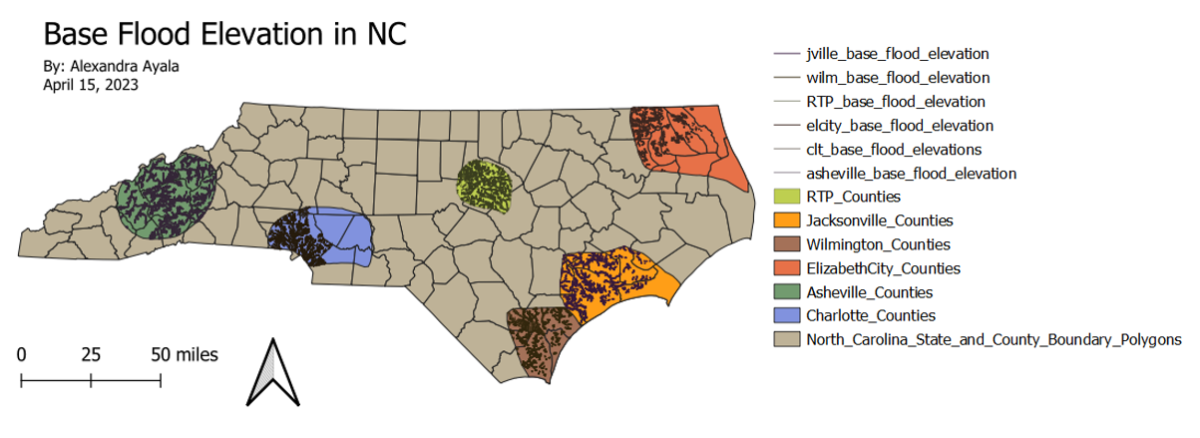 Base Flood Elevation in NC
By: Alexandra Ayala
April 15, 2023
jville_base_flood_elevation
wilm_base_flood_elevation
RTP_base_flood_elevation
elcity_base_flood_elevation
clt_base_flood_elevations
asheville_base_flood_elevation
RTP_Counties
Jacksonville_Counties
Wilmington_Counties
ElizabethCity_Counties
Asheville_Counties
Charlotte_Counties
North_Carolina_State_and_County_Boundary_Polygons
0 25 50 miles